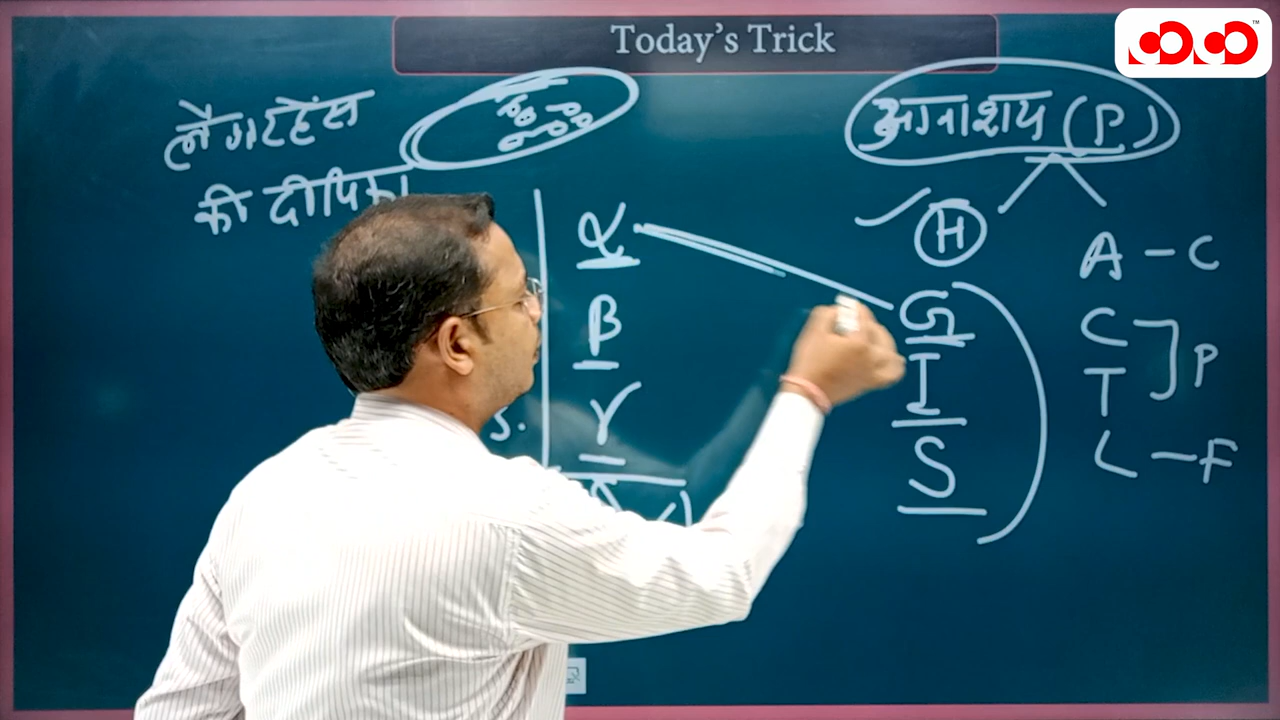 Today's Trick
लैंगरहेंस
की दीपिका
अग्नाशय (P)
H
α
β
γ
S.
G
I
S
A - C
C
T
P
L - F